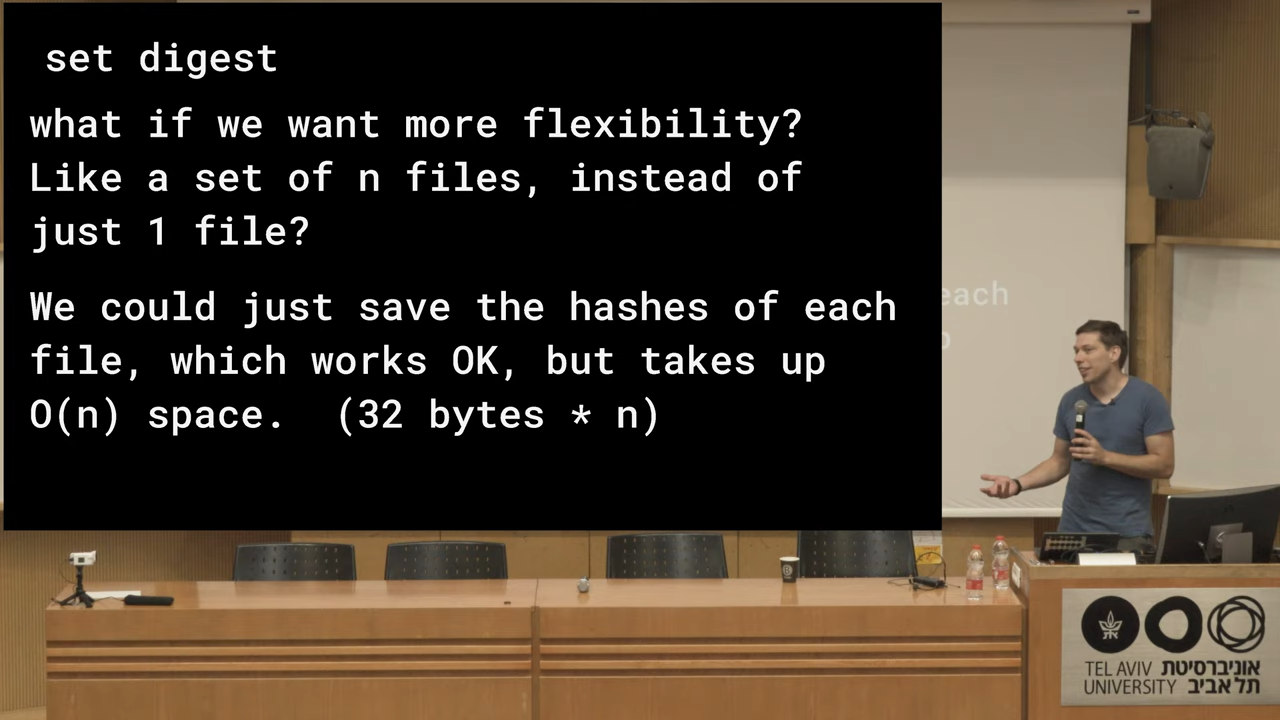 set digest
what if we want more flexibility?
Like a set of n files, instead of
just 1 file?
We could just save the hashes of each
file, which works OK, but takes up
O(n) space.  (32 bytes * n)
each
TEL AVIV אוניברסיטת
UNIVERSITY תל אביב